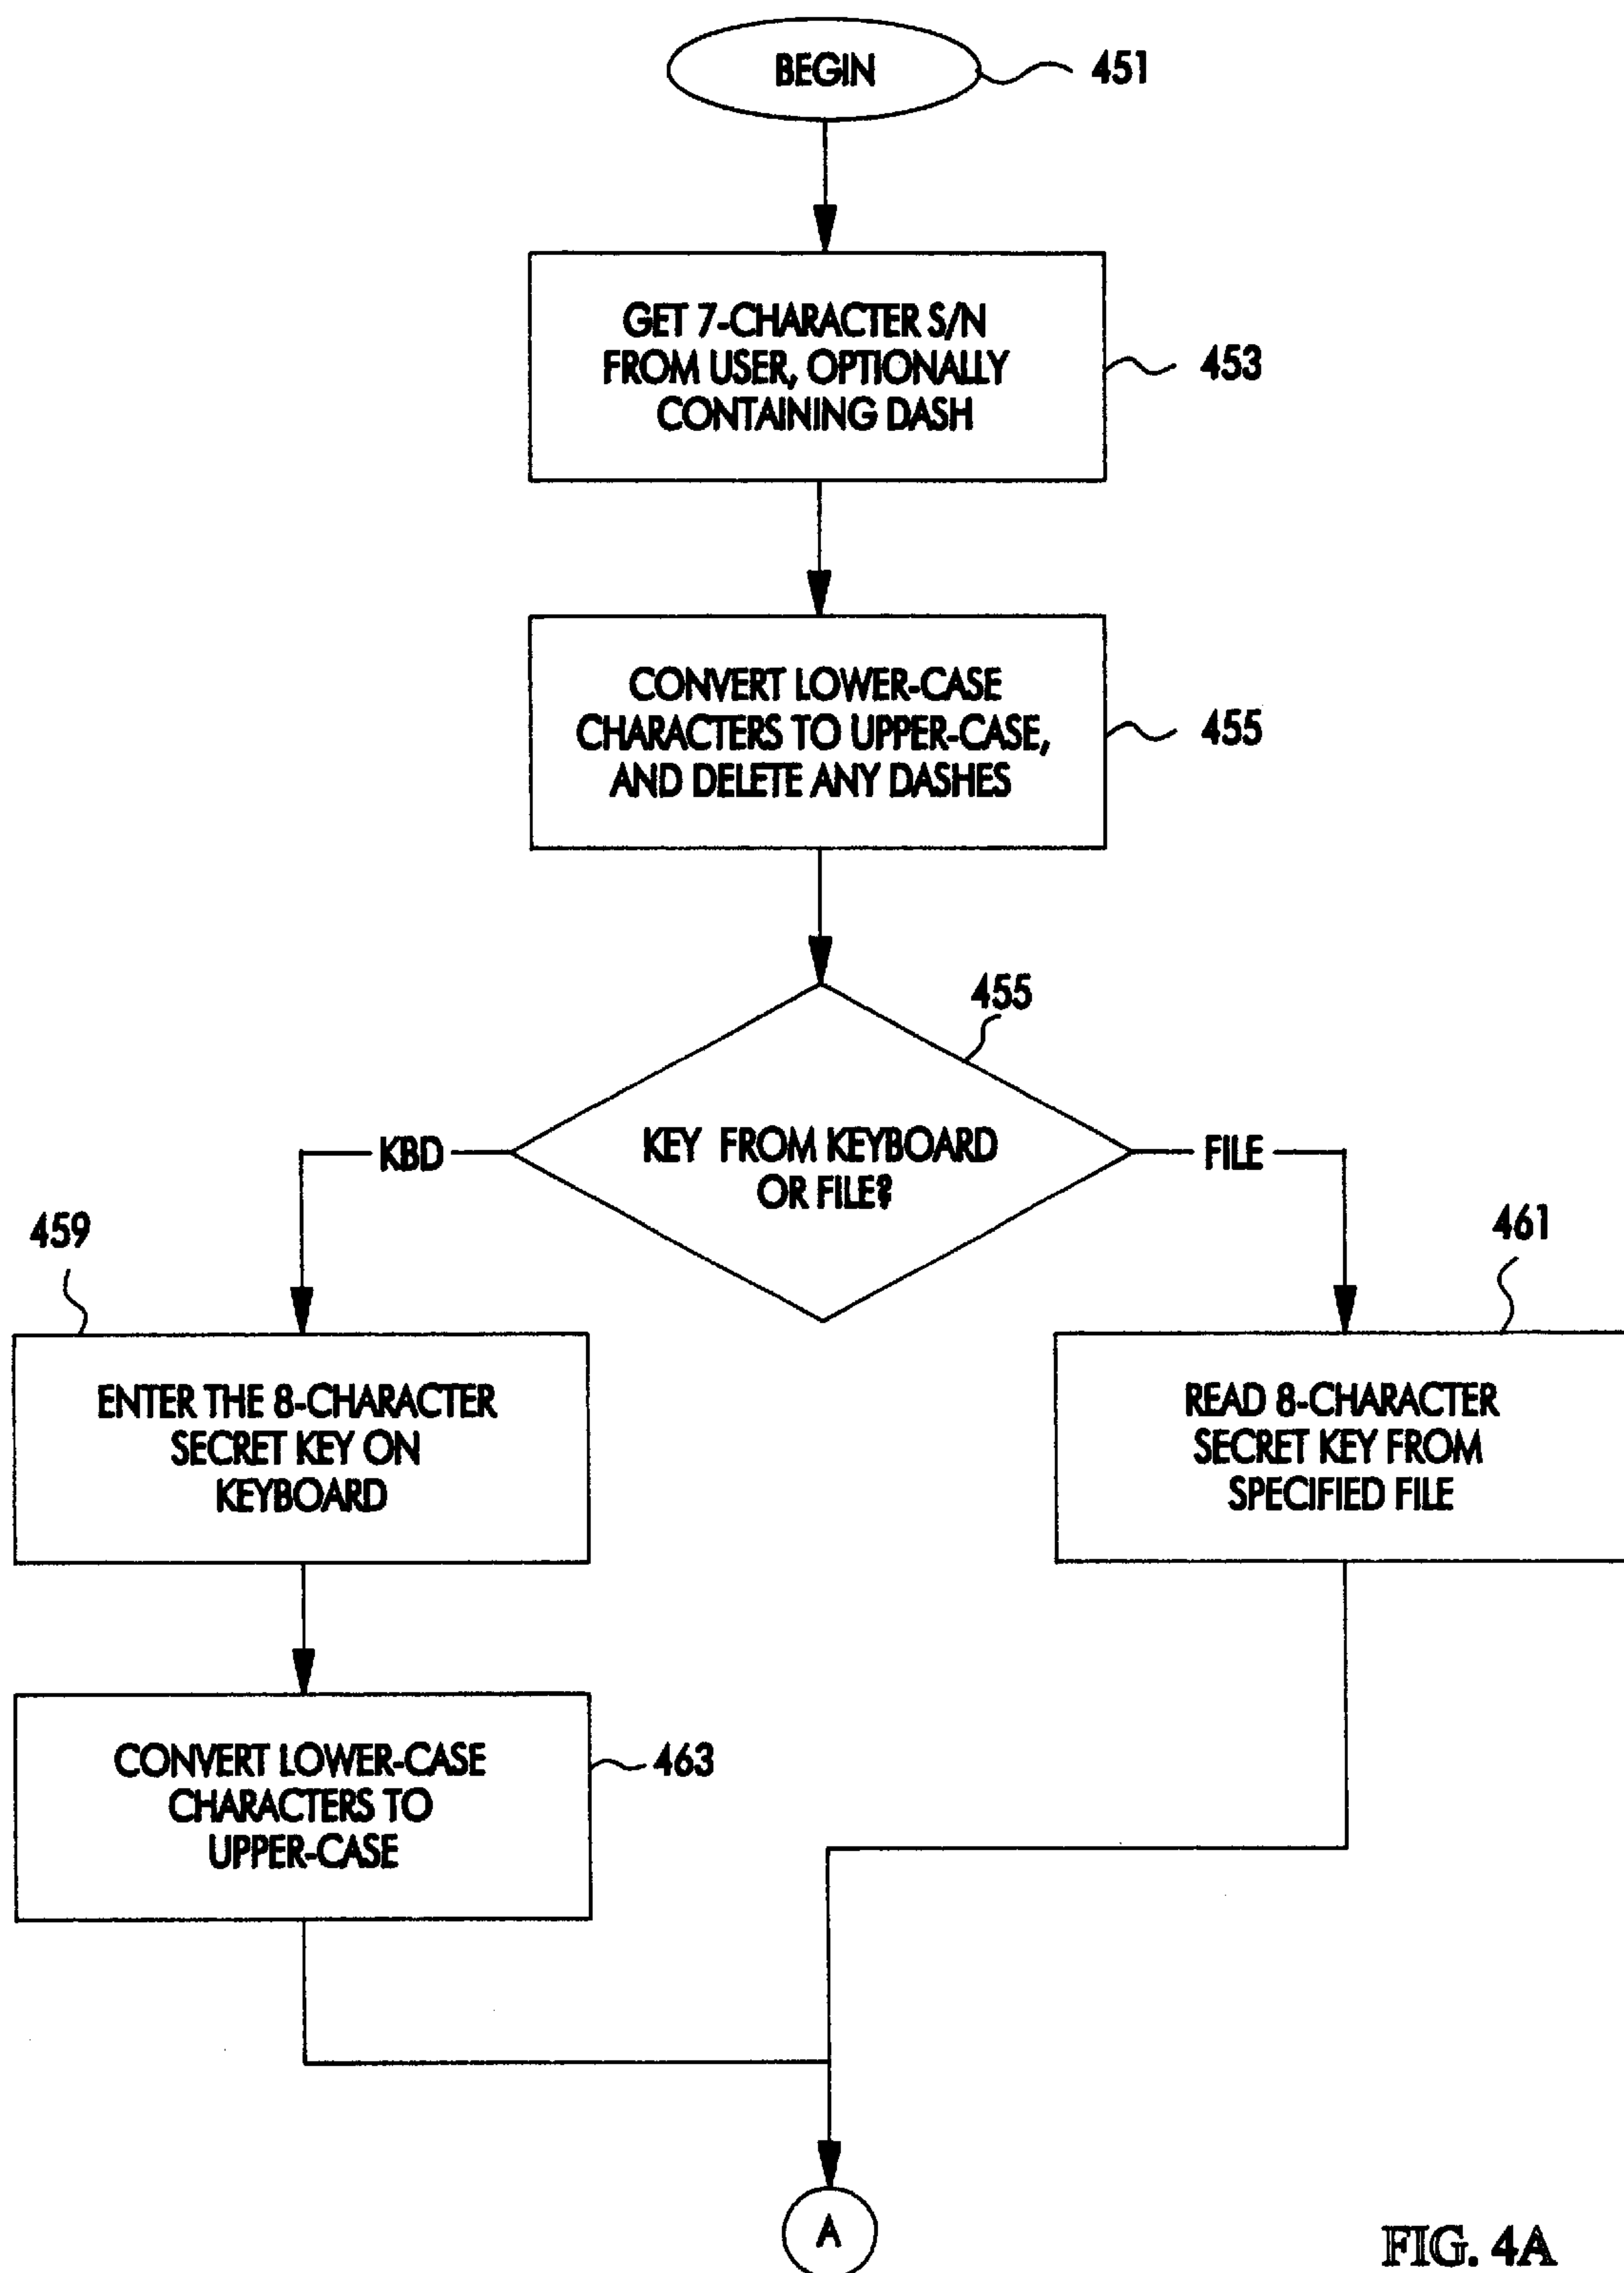 BEGIN
451
GET 7-CHARACTER S/N
FROM USER, OPTIONALLY
CONTAINING DASH
453
CONVERT LOWER-CASE
CHARACTERS TO UPPER-CASE,
AND DELETE ANY DASHES
455
455
KEY FROM KEYBOARD
OR FILE?
KBD
FILE
459
461
ENTER THE 8-CHARACTER
SECRET KEY ON
KEYBOARD
READ 8-CHARACTER
SECRET KEY FROM
SPECIFIED FILE
CONVERT LOWER-CASE
CHARACTERS TO
UPPER-CASE
463
A
FIG. 4A